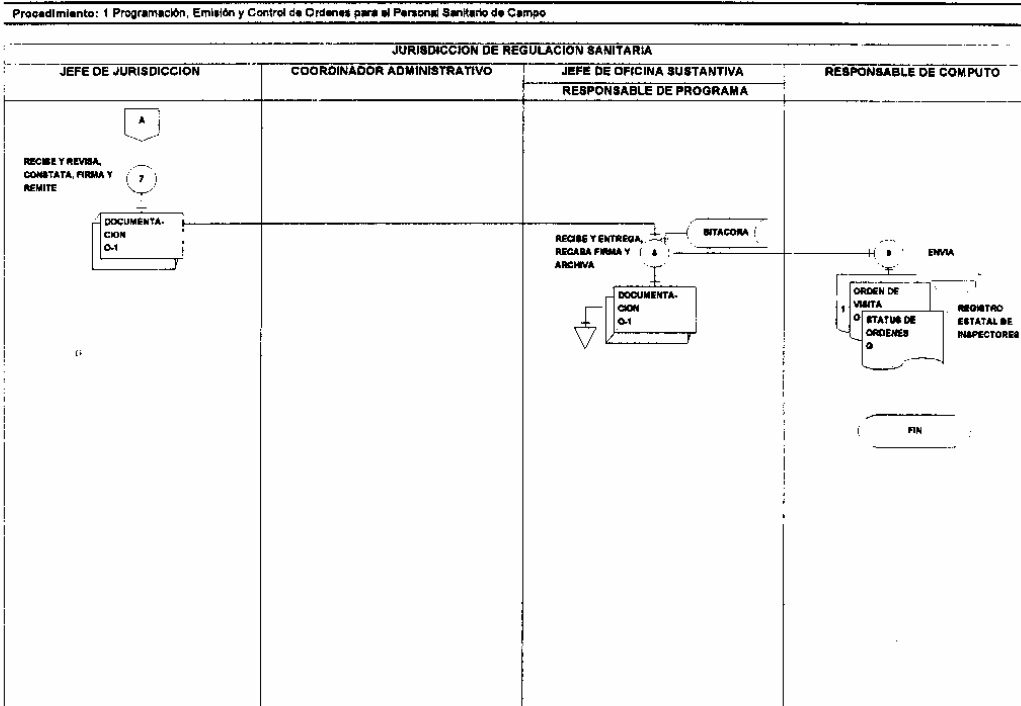 Procedimiento: 1 Programación, Emisión y Control de Ordenes para el Personal Sanitario de Campo
JURISDICCION DE REGULACION SANITARIA
JEFE DE JURISDICCION
COORDINADOR ADMINISTRATIVO
JEFE DE OFICINA SUSTANTIVA
RESPONSABLE DE PROGRAMA
RESPONSABLE DE COMPUTO
A
RECIBE Y REVISA,
CONSTATA, FIRMA Y
REMITE
7
DOCUMENTA-
CION
O-1
RECIBE Y ENTREGA,
RECABA FIRMA Y
ARCHIVA
8
BITACORA
DOCUMENTA-
CION
O-1
9
ENVIA
1
ORDEN DE
VISITA
O
STATUS DE
ORDENES
O
REGISTRO
ESTATAL DE
INSPECTORES
FIN